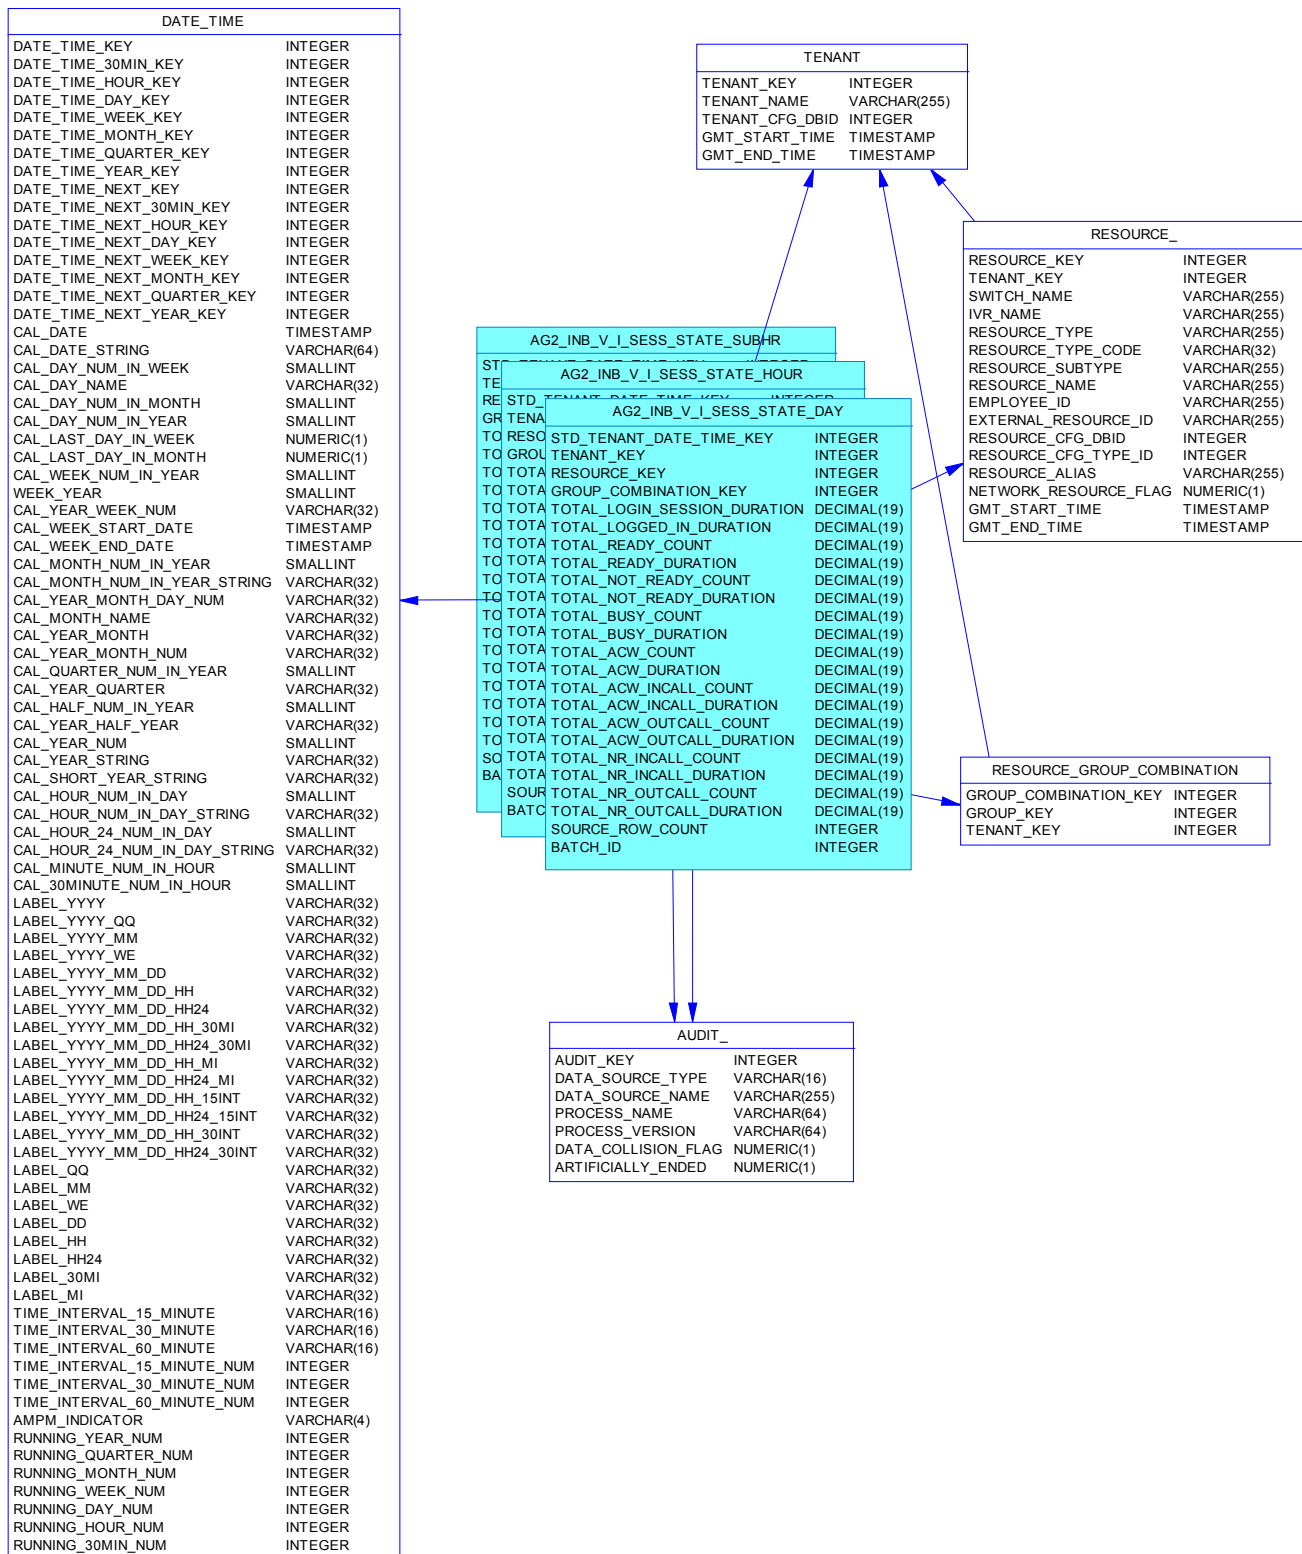 DATE_TIME
DATE_TIME_KEY INTEGER
DATE_TIME_30MIN_KEY INTEGER
DATE_TIME_HOUR_KEY INTEGER
DATE_TIME_DAY_KEY INTEGER
DATE_TIME_WEEK_KEY INTEGER
DATE_TIME_MONTH_KEY INTEGER
DATE_TIME_QUARTER_KEY INTEGER
DATE_TIME_YEAR_KEY INTEGER
DATE_TIME_NEXT_KEY INTEGER
DATE_TIME_NEXT_30MIN_KEY INTEGER
DATE_TIME_NEXT_HOUR_KEY INTEGER
DATE_TIME_NEXT_DAY_KEY INTEGER
DATE_TIME_NEXT_WEEK_KEY INTEGER
DATE_TIME_NEXT_MONTH_KEY INTEGER
DATE_TIME_NEXT_QUARTER_KEY INTEGER
DATE_TIME_NEXT_YEAR_KEY INTEGER
CAL_DATE TIMESTAMP
CAL_DATE_STRING VARCHAR(64)
CAL_DAY_NUM_IN_WEEK SMALLINT
CAL_DAY_NAME VARCHAR(32)
CAL_DAY_NUM_IN_MONTH SMALLINT
CAL_DAY_NUM_IN_YEAR SMALLINT
CAL_LAST_DAY_IN_WEEK NUMERIC(1)
CAL_LAST_DAY_IN_MONTH NUMERIC(1)
CAL_WEEK_NUM_IN_YEAR SMALLINT
WEEK_YEAR SMALLINT
CAL_YEAR_WEEK_NUM VARCHAR(32)
CAL_WEEK_START_DATE TIMESTAMP
CAL_WEEK_END_DATE TIMESTAMP
CAL_MONTH_NUM_IN_YEAR SMALLINT
CAL_MONTH_NUM_IN_YEAR_STRING VARCHAR(32)
CAL_YEAR_MONTH_DAY_NUM VARCHAR(32)
CAL_MONTH_NAME VARCHAR(32)
CAL_YEAR_MONTH VARCHAR(32)
CAL_YEAR_MONTH_NUM VARCHAR(32)
CAL_QUARTER_NUM_IN_YEAR SMALLINT
CAL_YEAR_QUARTER VARCHAR(32)
CAL_HALF_NUM_IN_YEAR SMALLINT
CAL_YEAR_HALF_YEAR VARCHAR(32)
CAL_YEAR_NUM SMALLINT
CAL_YEAR_STRING VARCHAR(32)
CAL_SHORT_YEAR_STRING VARCHAR(32)
CAL_HOUR_NUM_IN_DAY SMALLINT
CAL_HOUR_NUM_IN_DAY_STRING VARCHAR(32)
CAL_HOUR_24_NUM_IN_DAY SMALLINT
CAL_HOUR_24_NUM_IN_DAY_STRING VARCHAR(32)
CAL_MINUTE_NUM_IN_HOUR SMALLINT
CAL_30MINUTE_NUM_IN_HOUR SMALLINT
LABEL_YYYY VARCHAR(32)
LABEL_YYYY_QQ VARCHAR(32)
LABEL_YYYY_MM VARCHAR(32)
LABEL_YYYY_WE VARCHAR(32)
LABEL_YYYY_MM_DD VARCHAR(32)
LABEL_YYYY_MM_DD_HH VARCHAR(32)
LABEL_YYYY_MM_DD_HH24 VARCHAR(32)
LABEL_YYYY_MM_DD_HH_30MI VARCHAR(32)
LABEL_YYYY_MM_DD_HH24_30MI VARCHAR(32)
LABEL_YYYY_MM_DD_HH_MI VARCHAR(32)
LABEL_YYYY_MM_DD_HH24_MI VARCHAR(32)
LABEL_YYYY_MM_DD_HH_15INT VARCHAR(32)
LABEL_YYYY_MM_DD_HH24_15INT VARCHAR(32)
LABEL_YYYY_MM_DD_HH_30INT VARCHAR(32)
LABEL_YYYY_MM_DD_HH24_30INT VARCHAR(32)
LABEL_QQ VARCHAR(32)
LABEL_MM VARCHAR(32)
LABEL_WE VARCHAR(32)
LABEL_DD VARCHAR(32)
LABEL_HH VARCHAR(32)
LABEL_HH24 VARCHAR(32)
LABEL_30MI VARCHAR(32)
LABEL_MI VARCHAR(32)
TIME_INTERVAL_15_MINUTE VARCHAR(16)
TIME_INTERVAL_30_MINUTE VARCHAR(16)
TIME_INTERVAL_60_MINUTE VARCHAR(16)
TIME_INTERVAL_15_MINUTE_NUM INTEGER
TIME_INTERVAL_30_MINUTE_NUM INTEGER
TIME_INTERVAL_60_MINUTE_NUM INTEGER
AMPM_INDICATOR VARCHAR(4)
RUNNING_YEAR_NUM INTEGER
RUNNING_QUARTER_NUM INTEGER
RUNNING_MONTH_NUM INTEGER
RUNNING_WEEK_NUM INTEGER
RUNNING_DAY_NUM INTEGER
RUNNING_HOUR_NUM INTEGER
RUNNING_30MIN_NUM INTEGER
TENANT
TENANT_KEY INTEGER
TENANT_NAME VARCHAR(255)
TENANT_CFG_DBID INTEGER
GMT_START_TIME TIMESTAMP
GMT_END_TIME TIMESTAMP
RESOURCE_
RESOURCE_KEY INTEGER
TENANT_KEY INTEGER
SWITCH_NAME VARCHAR(255)
IVR_NAME VARCHAR(255)
RESOURCE_TYPE VARCHAR(255)
RESOURCE_TYPE_CODE VARCHAR(32)
RESOURCE_SUBTYPE VARCHAR(255)
RESOURCE_NAME VARCHAR(255)
EMPLOYEE_ID VARCHAR(255)
EXTERNAL_RESOURCE_ID VARCHAR(255)
RESOURCE_CFG_DBID INTEGER
RESOURCE_CFG_TYPE_ID INTEGER
RESOURCE_ALIAS VARCHAR(255)
NETWORK_RESOURCE_FLAG NUMERIC(1)
GMT_START_TIME TIMESTAMP
GMT_END_TIME TIMESTAMP
AG2_INB_V_I_SESS_STATE_SUBHR
AG2_INB_V_I_SESS_STATE_HOUR
AG2_INB_V_I_SESS_STATE_DAY
STD_TENANT_DATE_TIME_KEY INTEGER
TENANT_KEY INTEGER
RESOURCE_KEY INTEGER
GROUP_COMBINATION_KEY INTEGER
TOTAL_LOGIN_SESSION_DURATION DECIMAL(19)
TOTAL_LOGGED_IN_DURATION DECIMAL(19)
TOTAL_READY_COUNT DECIMAL(19)
TOTAL_READY_DURATION DECIMAL(19)
TOTAL_NOT_READY_COUNT DECIMAL(19)
TOTAL_NOT_READY_DURATION DECIMAL(19)
TOTAL_BUSY_COUNT DECIMAL(19)
TOTAL_BUSY_DURATION DECIMAL(19)
TOTAL_ACW_COUNT DECIMAL(19)
TOTAL_ACW_DURATION DECIMAL(19)
TOTAL_ACW_INCALL_COUNT DECIMAL(19)
TOTAL_ACW_INCALL_DURATION DECIMAL(19)
TOTAL_ACW_OUTCALL_COUNT DECIMAL(19)
TOTAL_ACW_OUTCALL_DURATION DECIMAL(19)
TOTAL_NR_INCALL_COUNT DECIMAL(19)
TOTAL_NR_INCALL_DURATION DECIMAL(19)
TOTAL_NR_OUTCALL_COUNT DECIMAL(19)
TOTAL_NR_OUTCALL_DURATION DECIMAL(19)
SOURCE_ROW_COUNT INTEGER
BATCH_ID INTEGER
RESOURCE_GROUP_COMBINATION
GROUP_COMBINATION_KEY INTEGER
GROUP_KEY INTEGER
TENANT_KEY INTEGER
AUDIT_
AUDIT_KEY INTEGER
DATA_SOURCE_TYPE VARCHAR(16)
DATA_SOURCE_NAME VARCHAR(255)
PROCESS_NAME VARCHAR(64)
PROCESS_VERSION VARCHAR(64)
DATA_COLLISION_FLAG NUMERIC(1)
ARTIFICIALLY_ENDED NUMERIC(1)